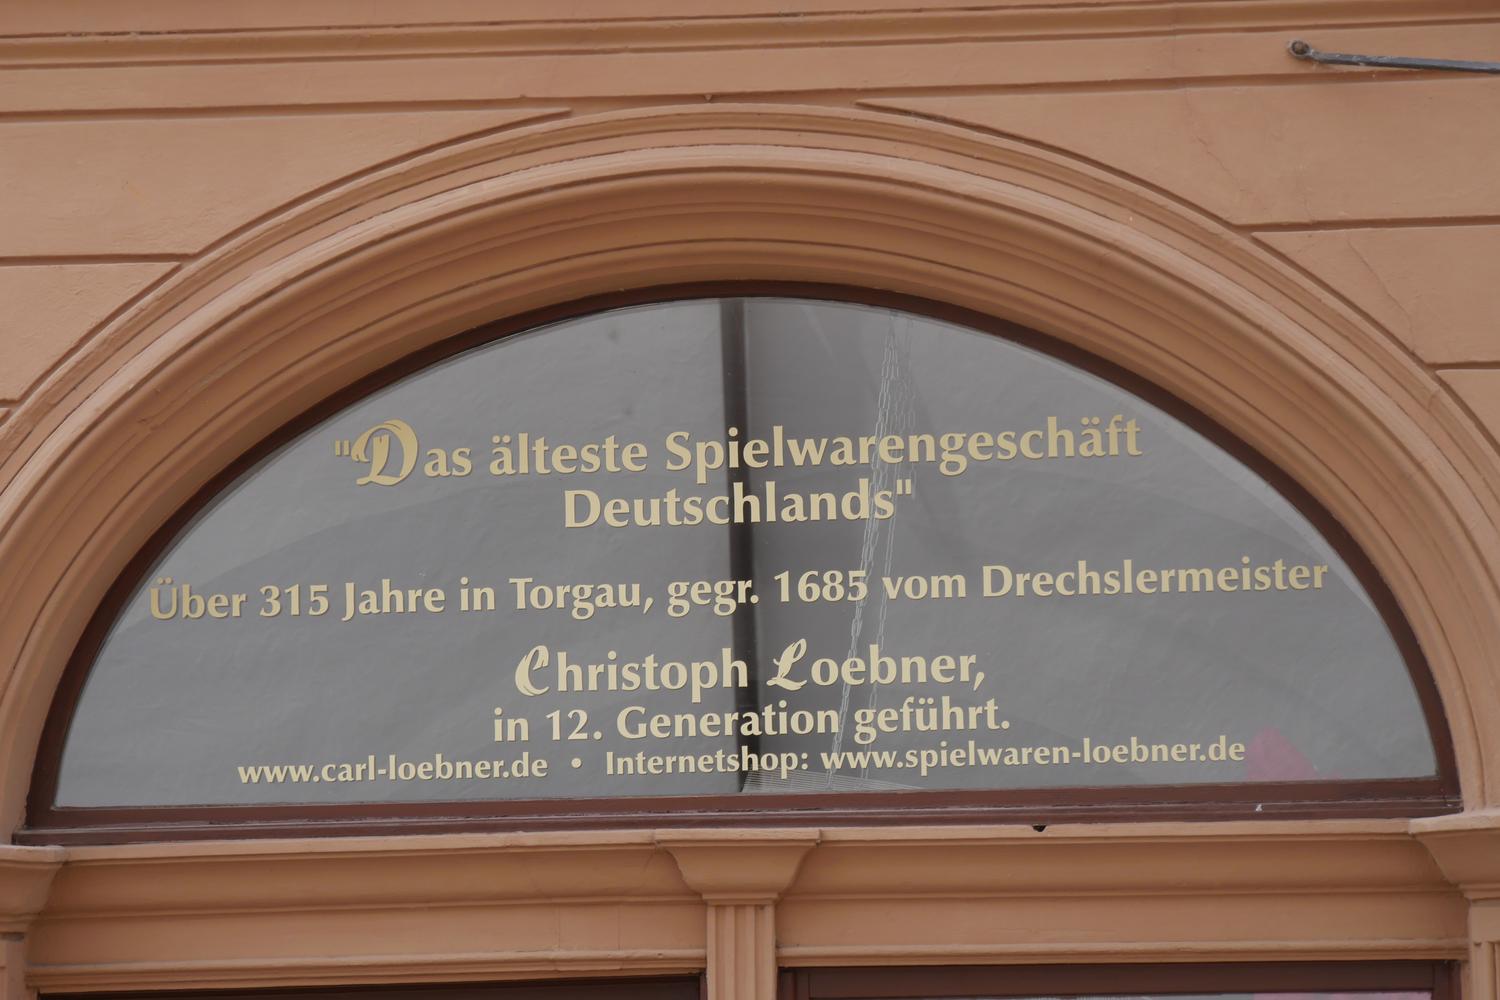 "Das älteste Spielwarengeschäft
Deutschlands"
Über 315 Jahre in Torgau, gegr. 1685 vom Drechslermeister
Christoph Loebner,
in 12. Generation geführt.
www.carl-loebner.de • Internetshop: www.spielwaren-loebner.de